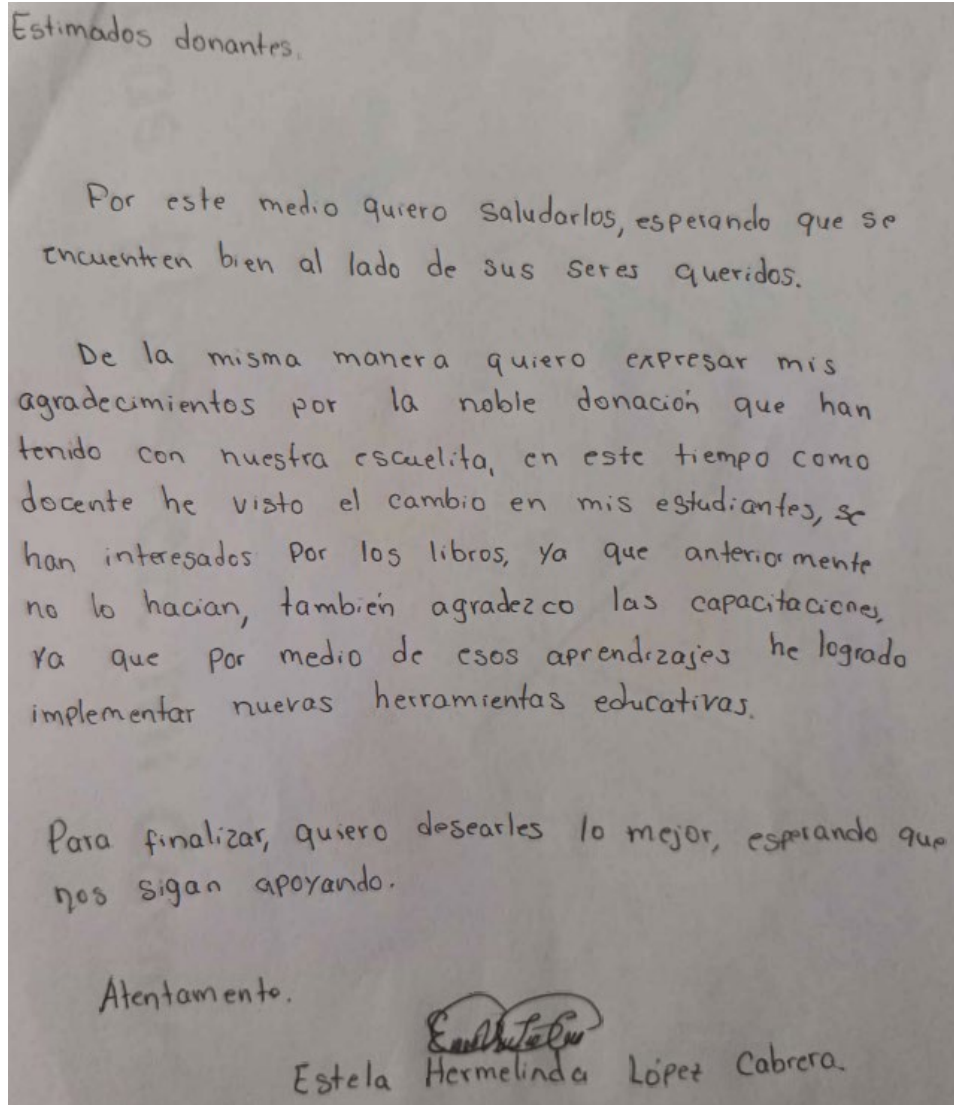 Estimados donantes.
Por este medio quiero saludarlos, esperando que se
encuentren bien al lado de sus seres queridos.
De la misma manera quiero expresar mis
agradecimientos por la noble donación que han
tenido con nuestra escuelita, en este tiempo como
docente he visto el cambio en mis estudiantes, se
han interesados por los libros, ya que anteriormente
no lo hacian, también agradezco las capacitaciones,
ya que por medio de esos aprendizajes he logrado
implementar nuevas herramientas educativas.
Para finalizar, quiero desearles lo mejor, esperando que
nos sigan apoyando.
Atentamente.
Estela Hermelinda López Cabrera.